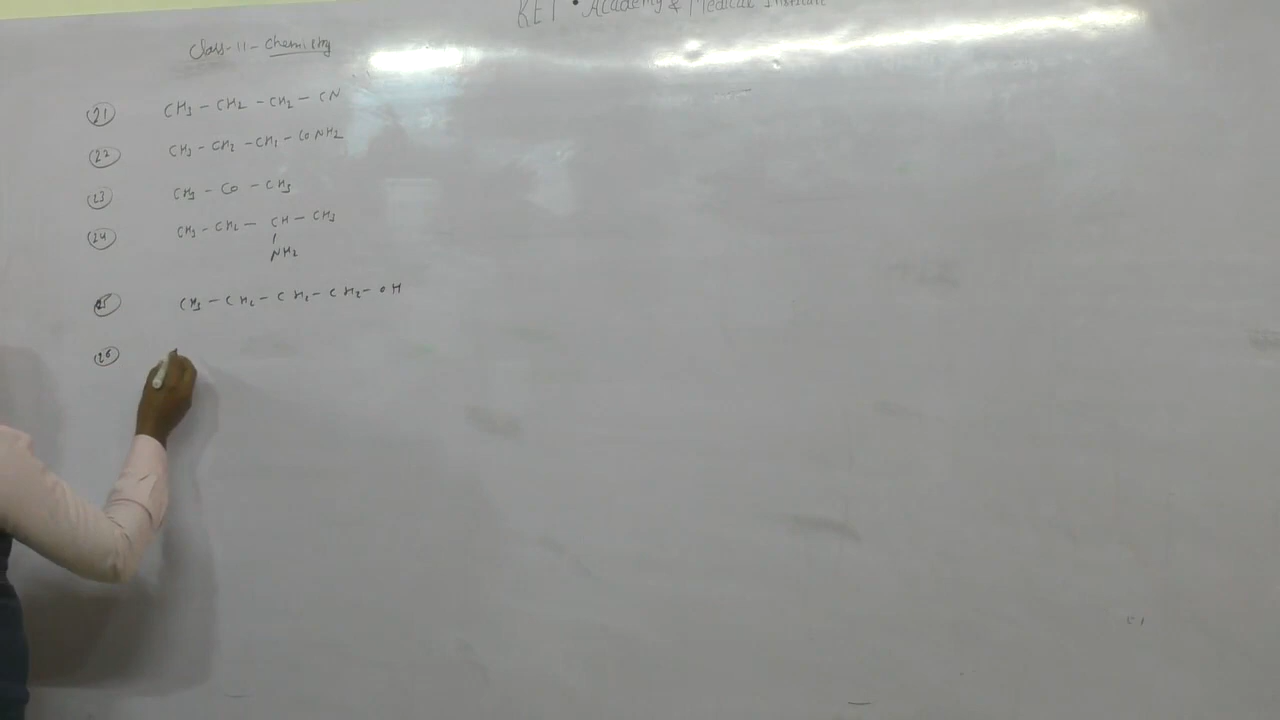 KET • Academy & Medical Institute
Class-11-Chemistry
21 CH3 - CH2 - CH2 - CN
22 CH3 - CH2 - CH2 - CONH2
23 CH3 - CO - CH3
24 CH3 - CH2 - CH - CH3
NH2
25 CH3 - CH2 - CH2 - CH2 - OH
26